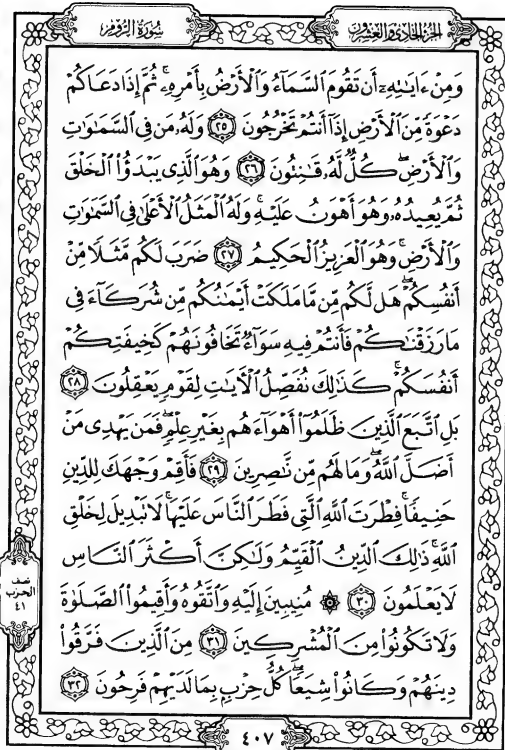 الجزء الحادي والعشرون
سورة الروم
وَمِنْ ءَايَٰتِهِۦٓ أَن تَقُومَ ٱلسَّمَآءُ وَٱلْأَرْضُ بِأَمْرِهِۦ ۚ ثُمَّ إِذَا دَعَاكُمْ
دَعْوَةً مِّنَ ٱلْأَرْضِ إِذَآ أَنتُمْ تَخْرُجُونَ ٢٥ وَلَهُۥ مَن فِى ٱلسَّمَٰوَٰتِ
وَٱلْأَرْضِ ۖ كُلٌّ لَّهُۥ قَٰنِتُونَ ٢٦ وَهُوَ ٱلَّذِى يَبْدَؤُا۟ ٱلْخَلْقَ
ثُمَّ يُعِيدُهُۥ وَهُوَ أَهْوَنُ عَلَيْهِ ۚ وَلَهُ ٱلْمَثَلُ ٱلْأَعْلَىٰ فِى ٱلسَّمَٰوَٰتِ
وَٱلْأَرْضِ ۚ وَهُوَ ٱلْعَزِيزُ ٱلْحَكِيمُ ٢٧ ضَرَبَ لَكُم مَّثَلًا مِّنْ
أَنفُسِكُمْ ۖ هَل لَّكُم مِّن مَّا مَلَكَتْ أَيْمَٰنُكُم مِّن شُرَكَآءَ فِى
مَا رَزَقْنَٰكُمْ فَأَنتُمْ فِيهِ سَوَآءٌ تَخَافُونَهُمْ كَخِيفَتِكُمْ
أَنفُسَكُمْ ۚ كَذَٰلِكَ نُفَصِّلُ ٱلْءَايَٰتِ لِقَوْمٍ يَعْقِلُونَ ٢٨
بَلِ ٱتَّبَعَ ٱلَّذِينَ ظَلَمُوٓا۟ أَهْوَآءَهُم بِغَيْرِ عِلْمٍ ۖ فَمَن يَهْدِى مَنْ
أَضَلَّ ٱللَّهُ ۖ وَمَا لَهُم مِّن نَّٰصِرِينَ ٢٩ فَأَقِمْ وَجْهَكَ لِلدِّينِ
حَنِيفًا ۚ فِطْرَتَ ٱللَّهِ ٱلَّتِى فَطَرَ ٱلنَّاسَ عَلَيْهَا ۚ لَا تَبْدِيلَ لِخَلْقِ
ٱللَّهِ ۚ ذَٰلِكَ ٱلدِّينُ ٱلْقَيِّمُ وَلَٰكِنَّ أَكْثَرَ ٱلنَّاسِ
لَا يَعْلَمُونَ ٣٠ ۞ مُنِيبِينَ إِلَيْهِ وَٱتَّقُوهُ وَأَقِيمُوا۟ ٱلصَّلَوٰةَ
وَلَا تَكُونُوا۟ مِنَ ٱلْمُشْرِكِينَ ٣١ مِنَ ٱلَّذِينَ فَرَّقُوا۟
دِينَهُمْ وَكَانُوا۟ شِيَعًا ۖ كُلُّ حِزْبٍۭ بِمَا لَدَيْهِمْ فَرِحُونَ ٣٢
نصف
الحزب
٤١
٤٠٧